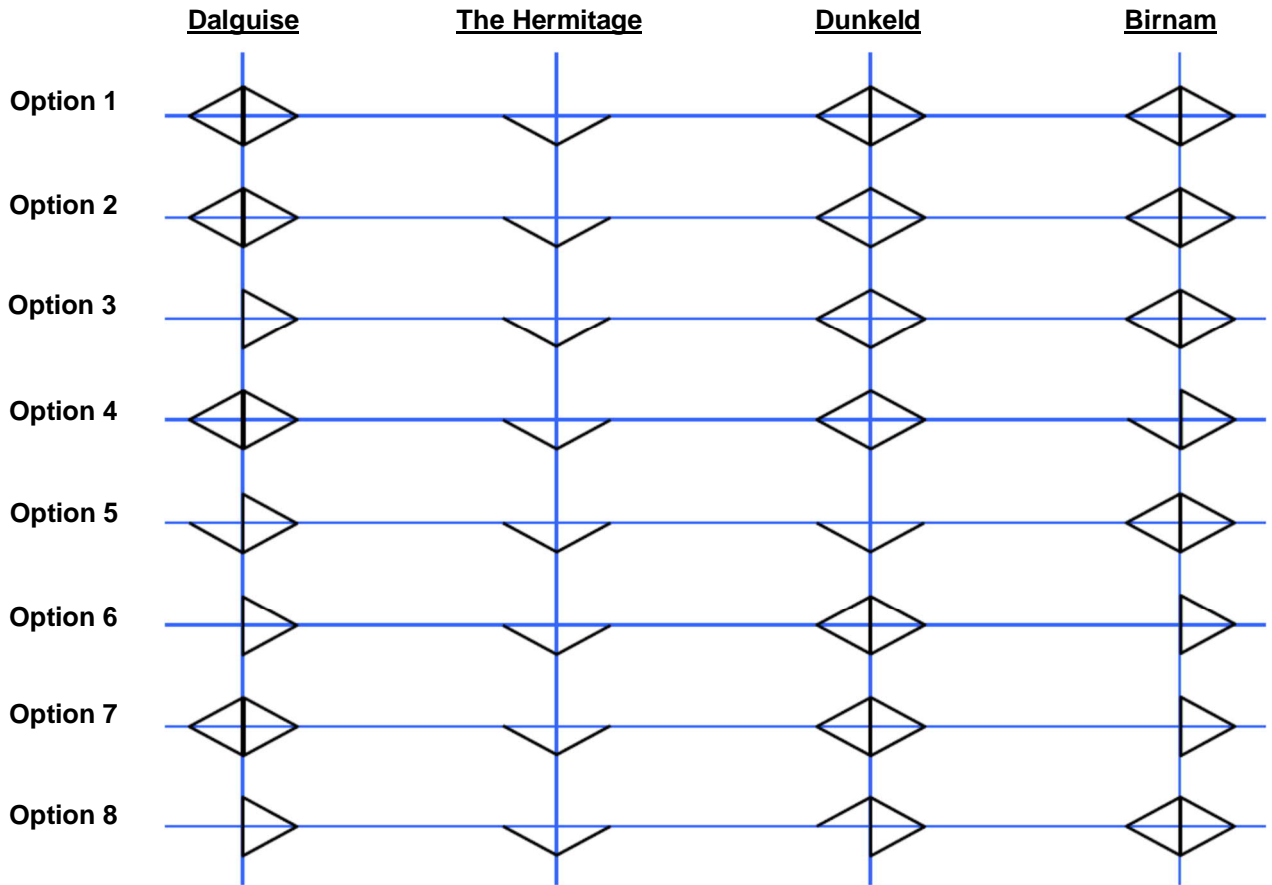 Dalguise The Hermitage Dunkeld Birnam
Option 1
Option 2
Option 3
Option 4
Option 5
Option 6
Option 7
Option 8